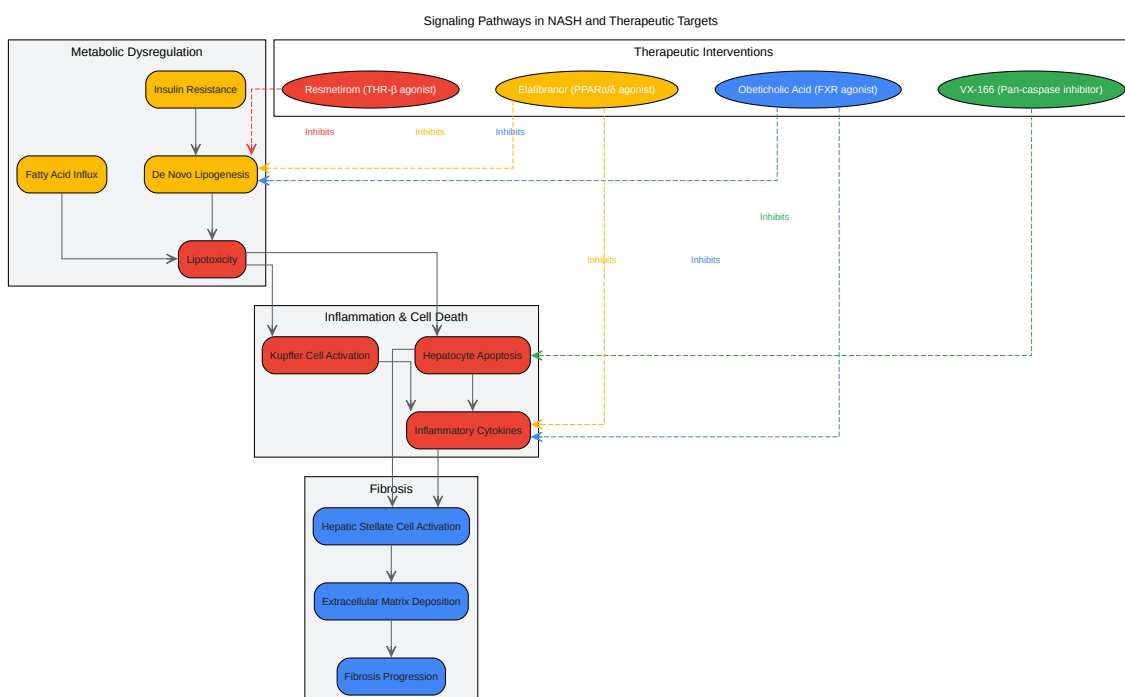 Signaling Pathways in NASH and Therapeutic Targets
Metabolic Dysregulation
Therapeutic Interventions
Insulin Resistance
Resmetirom (THR-β agonist)
Elafibranor (PPARα/δ agonist)
Obeticholic Acid (FXR agonist)
VX-166 (Pan-caspase inhibitor)
Inhibits
Inhibits
Inhibits
Fatty Acid Influx
De Novo Lipogenesis
Inhibits
Lipotoxicity
Inhibits
Inhibits
Inflammation & Cell Death
Kupffer Cell Activation
Hepatocyte Apoptosis
Inflammatory Cytokines
Fibrosis
Hepatic Stellate Cell Activation
Extracellular Matrix Deposition
Fibrosis Progression